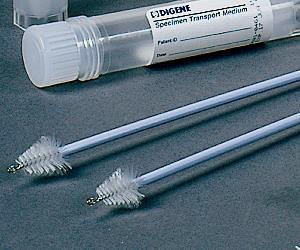 DIGENE
Specimen Transport Medium
Patient ID
Date